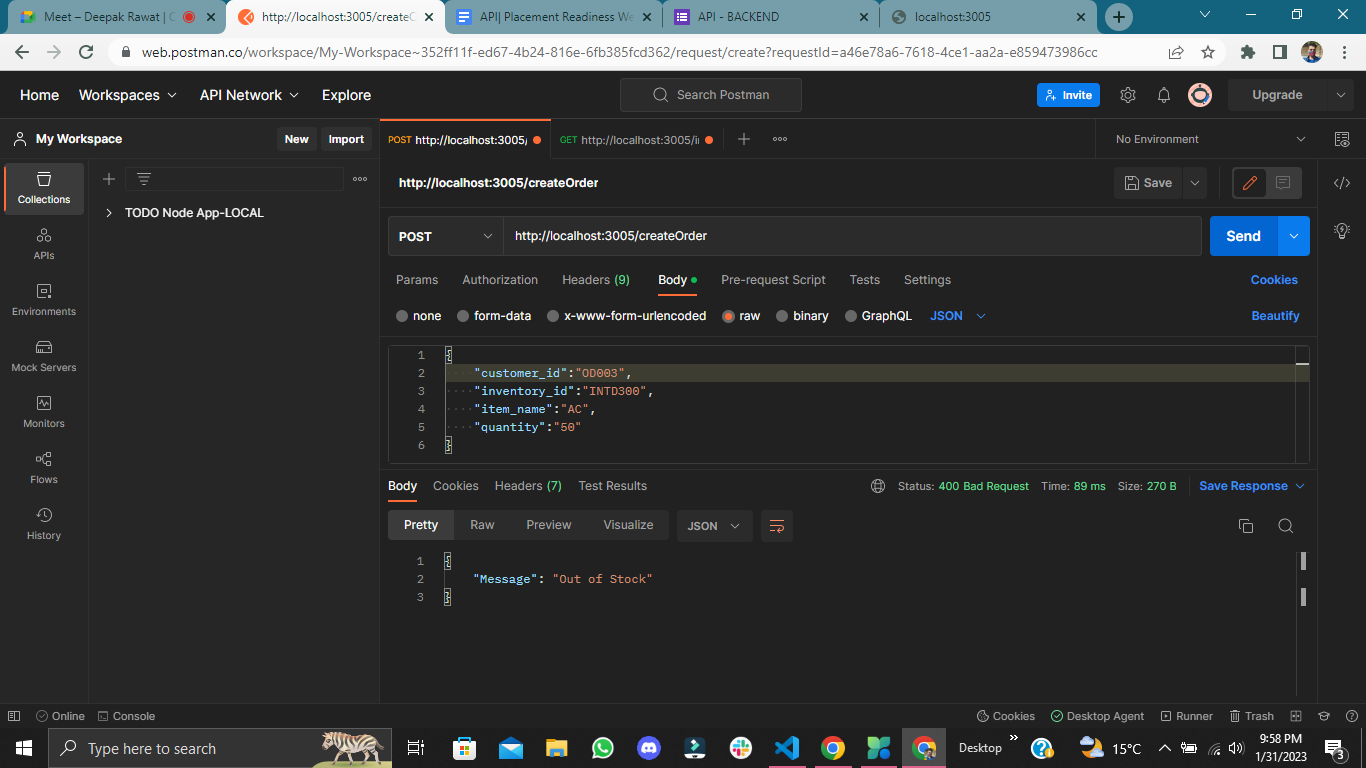 Meet – Deepak Rawat | C
http://localhost:3005/createO
API| Placement Readiness We
API - BACKEND
localhost:3005
web.postman.co/workspace/My-Workspace~352ff11f-ed67-4b24-816e-6fb385fcd362/request/create?requestId=a46e78a6-7618-4ce1-aa2a-e859473986cc
Home Workspaces API Network Explore Search Postman Invite Upgrade
My Workspace New Import
POST http://localhost:3005/ GET http://localhost:3005/i No Environment
Collections
APIs
Environments
Mock Servers
Monitors
Flows
History
TODO Node App-LOCAL
http://localhost:3005/createOrder Save
POST http://localhost:3005/createOrder Send
Params Authorization Headers (9) Body Pre-request Script Tests Settings Cookies
none form-data x-www-form-urlencoded raw binary GraphQL JSON Beautify
1 {
2 "customer_id":"OD003",
3 "inventory_id":"INTD300",
4 "item_name":"AC",
5 "quantity":"50"
6 }
Body Cookies Headers (7) Test Results Status: 400 Bad Request Time: 89 ms Size: 270 B Save Response
Pretty Raw Preview Visualize JSON
1 {
2 "Message": "Out of Stock"
3 }
Online Console Cookies Desktop Agent Runner Trash
Type here to search Desktop 15°C 9:58 PM
1/31/2023
3